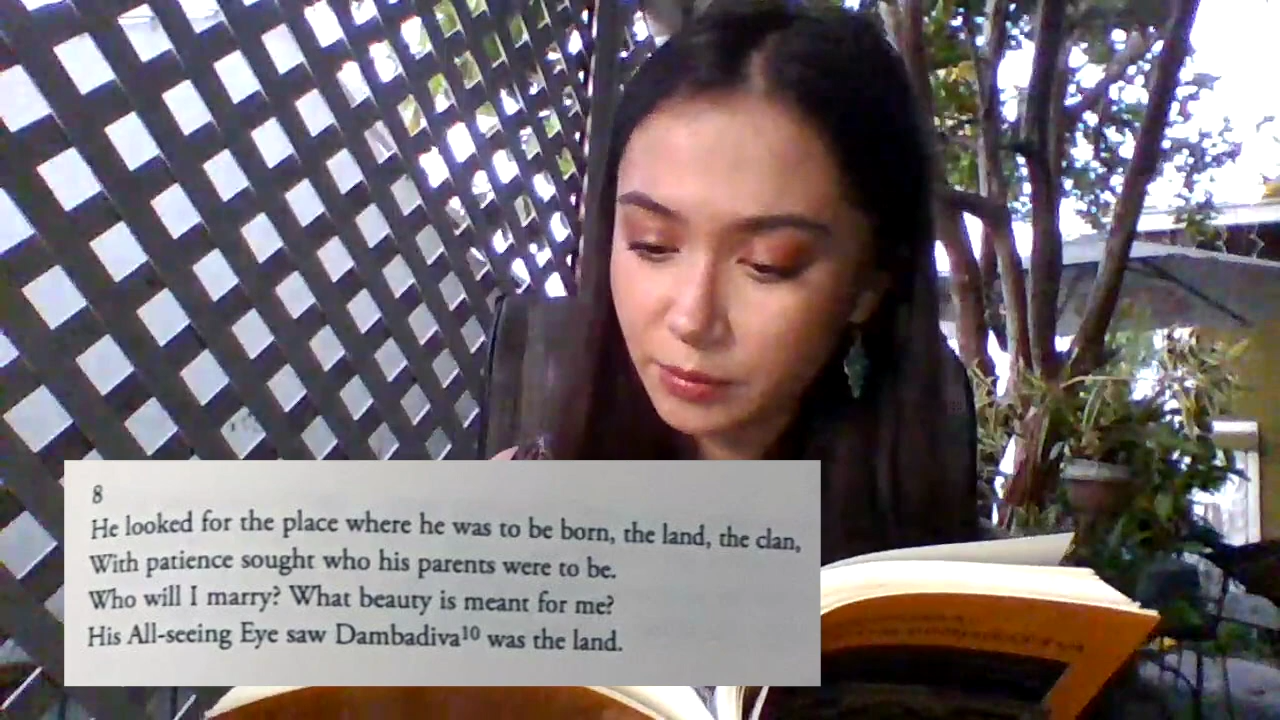 8
He looked for the place where he was to be born, the land, the clan,
With patience sought who his parents were to be.
Who will I marry? What beauty is meant for me?
His All-seeing Eye saw Dambadiva¹⁰ was the land.